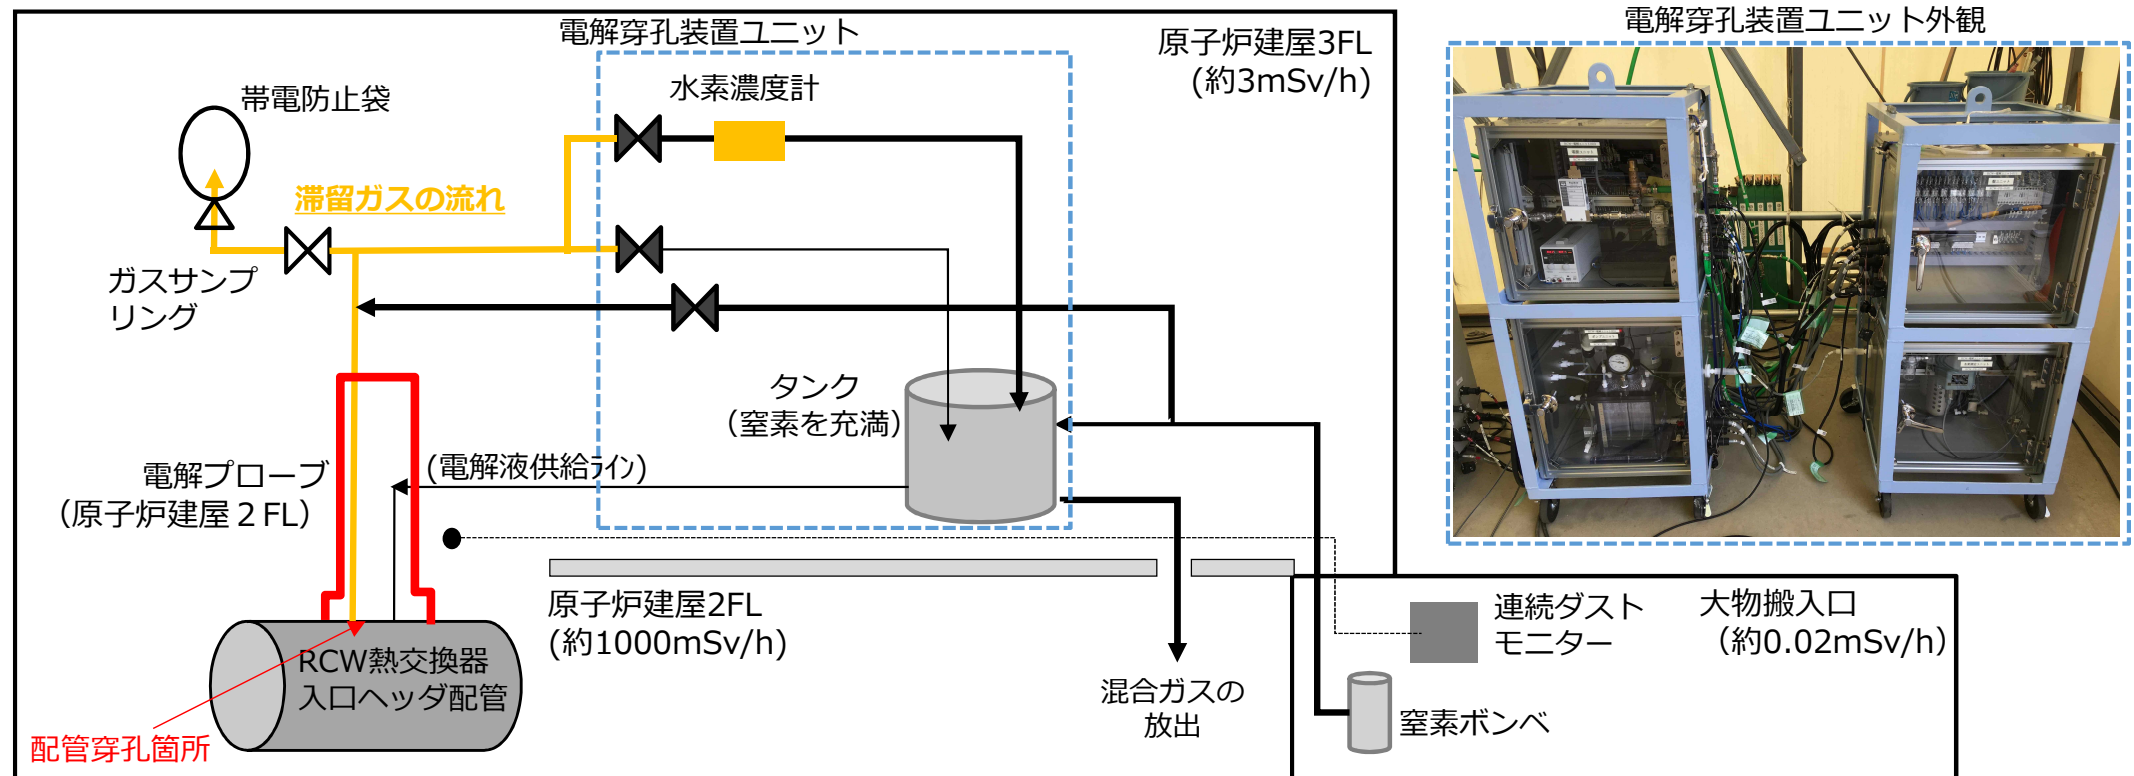 電解穿孔装置ユニット
原子炉建屋3FL
(約3mSv/h)
帯電防止袋
水素濃度計
滞留ガスの流れ
ガスサンプ
リング
タンク
（窒素を充満）
電解プローブ
（原子炉建屋２FL）
(電解液供給ﾗｲﾝ)
原子炉建屋2FL
(約1000mSv/h)
RCW熱交換器
入口ヘッダ配管
配管穿孔箇所
混合ガスの
放出
連続ダスト
モニター
大物搬入口
（約0.02mSv/h）
窒素ボンベ
電解穿孔装置ユニット外観